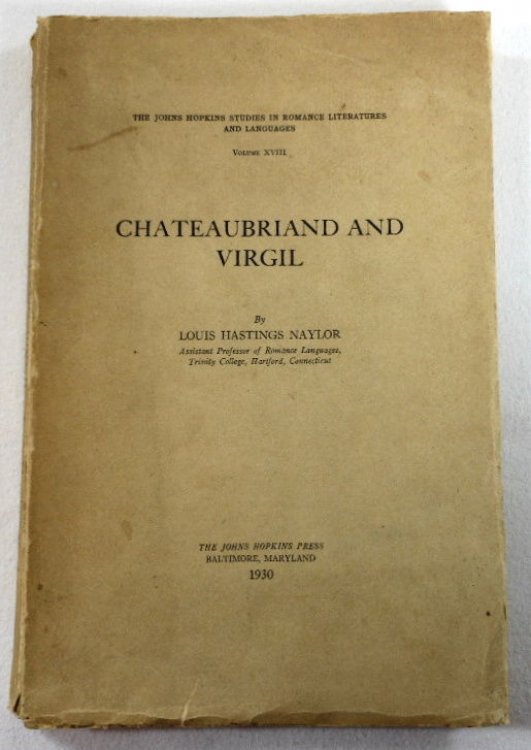 THE JOHNS HOPKINS STUDIES IN ROMANCE LITERATURES
AND LANGUAGES
VOLUME XVIII
CHATEAUBRIAND AND
VIRGIL
By
LOUIS HASTINGS NAYLOR
Assistant Professor of Romance Languages,
Trinity College, Hartford, Connecticut
THE JOHNS HOPKINS PRESS
BALTIMORE, MARYLAND
1930